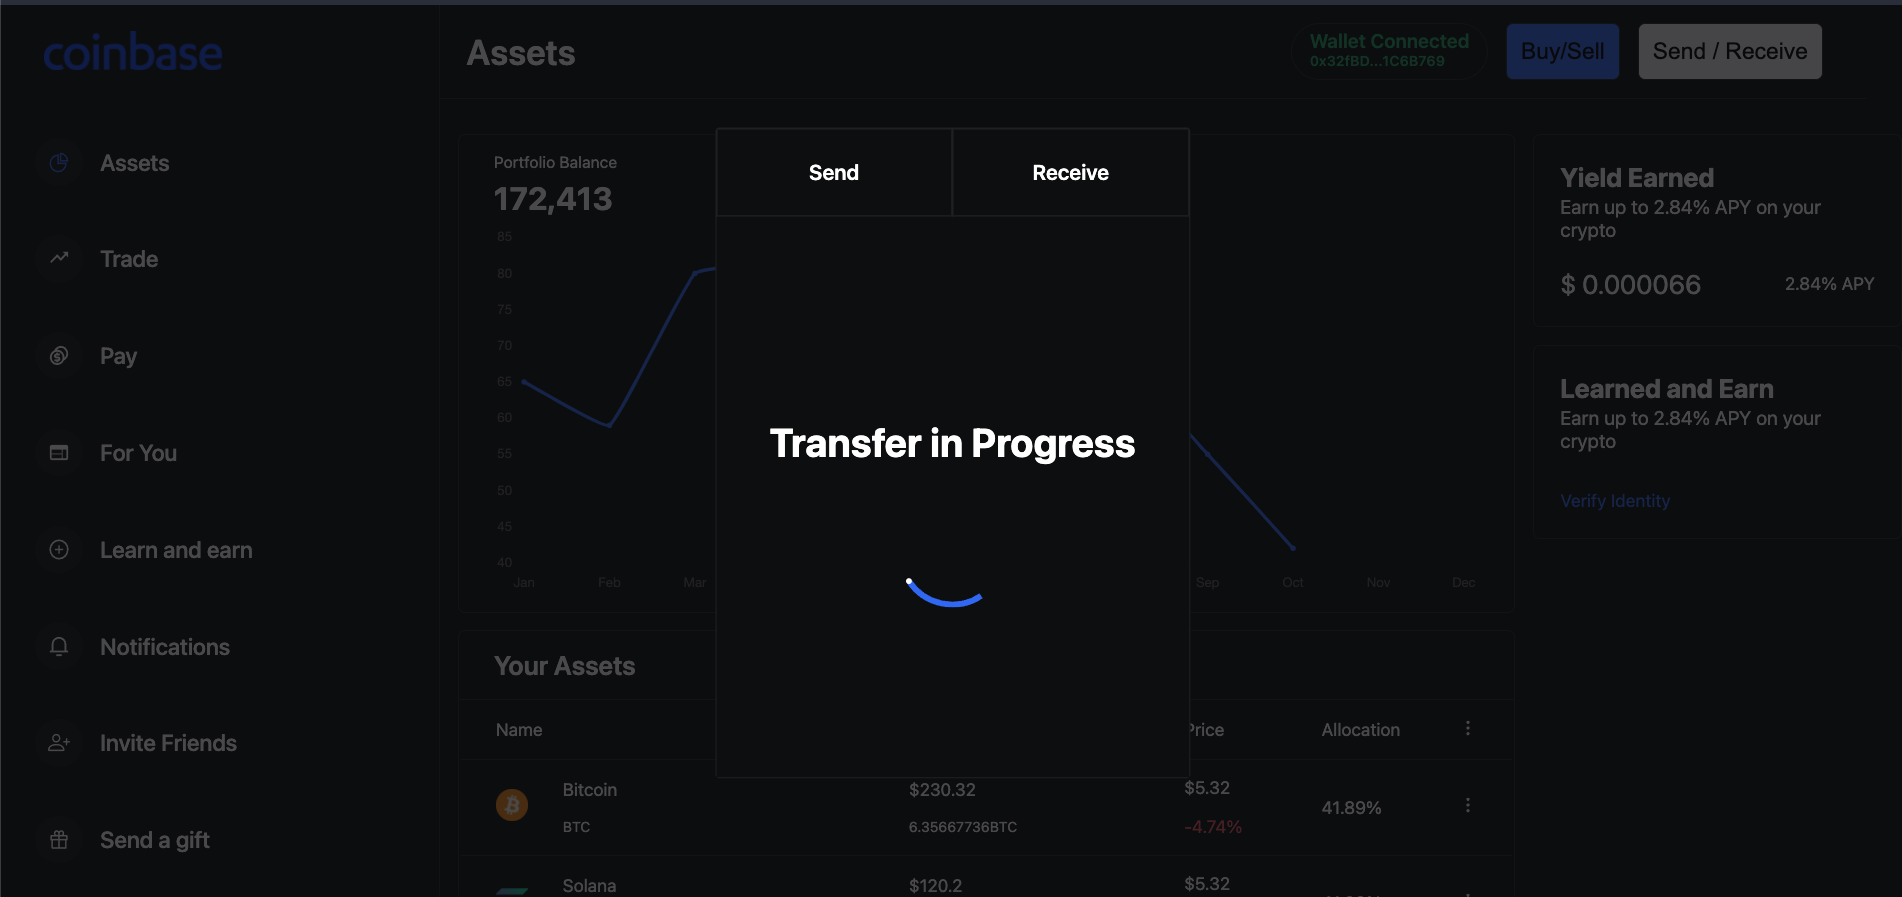 coinbase
Assets
Trade
Pay
For You
Learn and earn
Notifications
Invite Friends
Send a gift
Assets
Wallet Connected
0x32fBD...1C6B769
Buy/Sell
Send / Receive
Portfolio Balance
172,413
85
80
75
70
65
60
55
50
45
40
Jan
Feb
Mar
Sep
Oct
Nov
Dec
Send
Receive
Transfer in Progress
Yield Earned
Earn up to 2.84% APY on your
crypto
$ 0.000066
2.84% APY
Learned and Earn
Earn up to 2.84% APY on your
crypto
Verify Identity
Your Assets
Name
Price
Allocation
Bitcoin
BTC
$230.32
6.35667736BTC
$5.32
-4.74%
41.89%
Solana
$120.2
$5.32